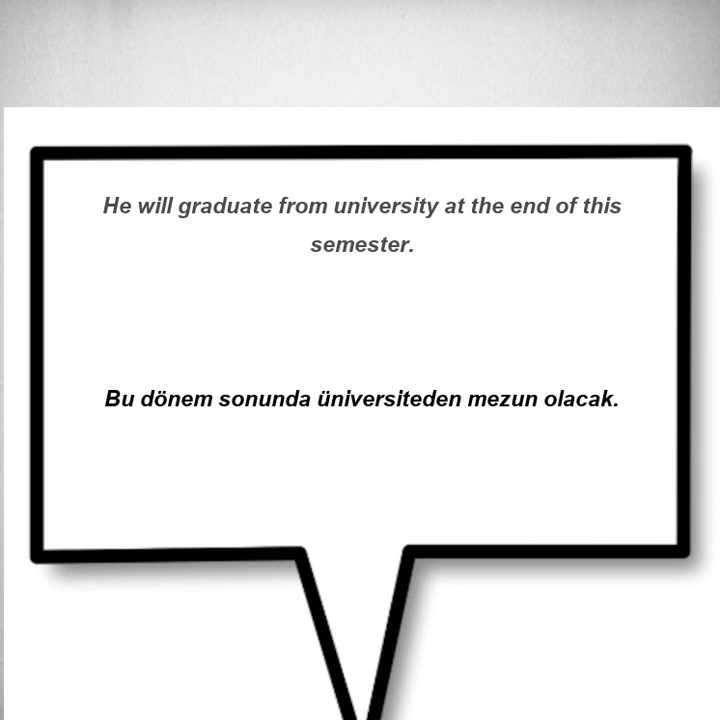 He will graduate from university at the end of this
semester.
Bu dönem sonunda üniversiteden mezun olacak.